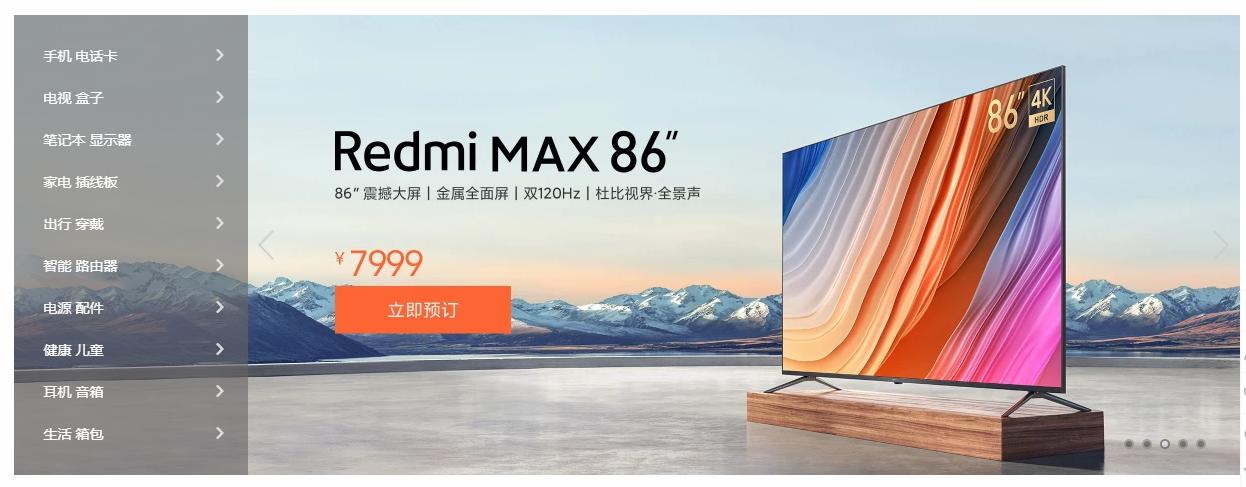 手机 电话卡
电视 盒子
笔记本 显示器
家电 插线板
出行 穿戴
智能 路由器
电源 配件
健康 儿童
耳机 音箱
生活 箱包
Redmi MAX 86″
86″ 震撼大屏丨金属全面屏丨双120Hz丨杜比视界·全景声
¥ 7999
立即预订
86″ 4K
HDR